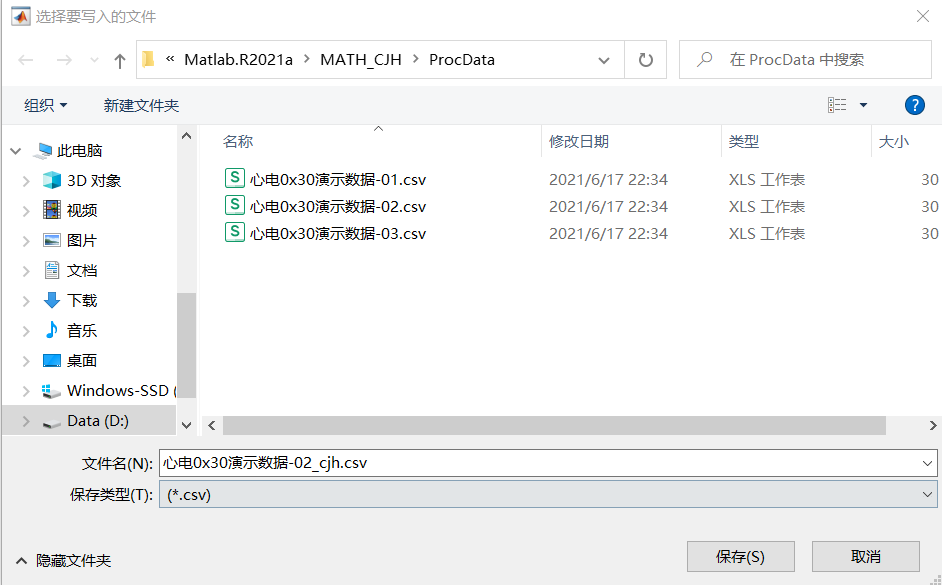 选择要写入的文件
« Matlab.R2021a > MATH_CJH > ProcData
在 ProcData 中搜索
组织
新建文件夹
名称 修改日期 类型 大小
此电脑
3D 对象
视频
图片
文档
下载
音乐
桌面
Windows-SSD (
Data (D:)
心电0x30演示数据-01.csv 2021/6/17 22:34 XLS 工作表 30
心电0x30演示数据-02.csv 2021/6/17 22:34 XLS 工作表 30
心电0x30演示数据-03.csv 2021/6/17 22:34 XLS 工作表 30
文件名(N): 心电0x30演示数据-02_cjh.csv
保存类型(T): (*.csv)
隐藏文件夹
保存(S)
取消